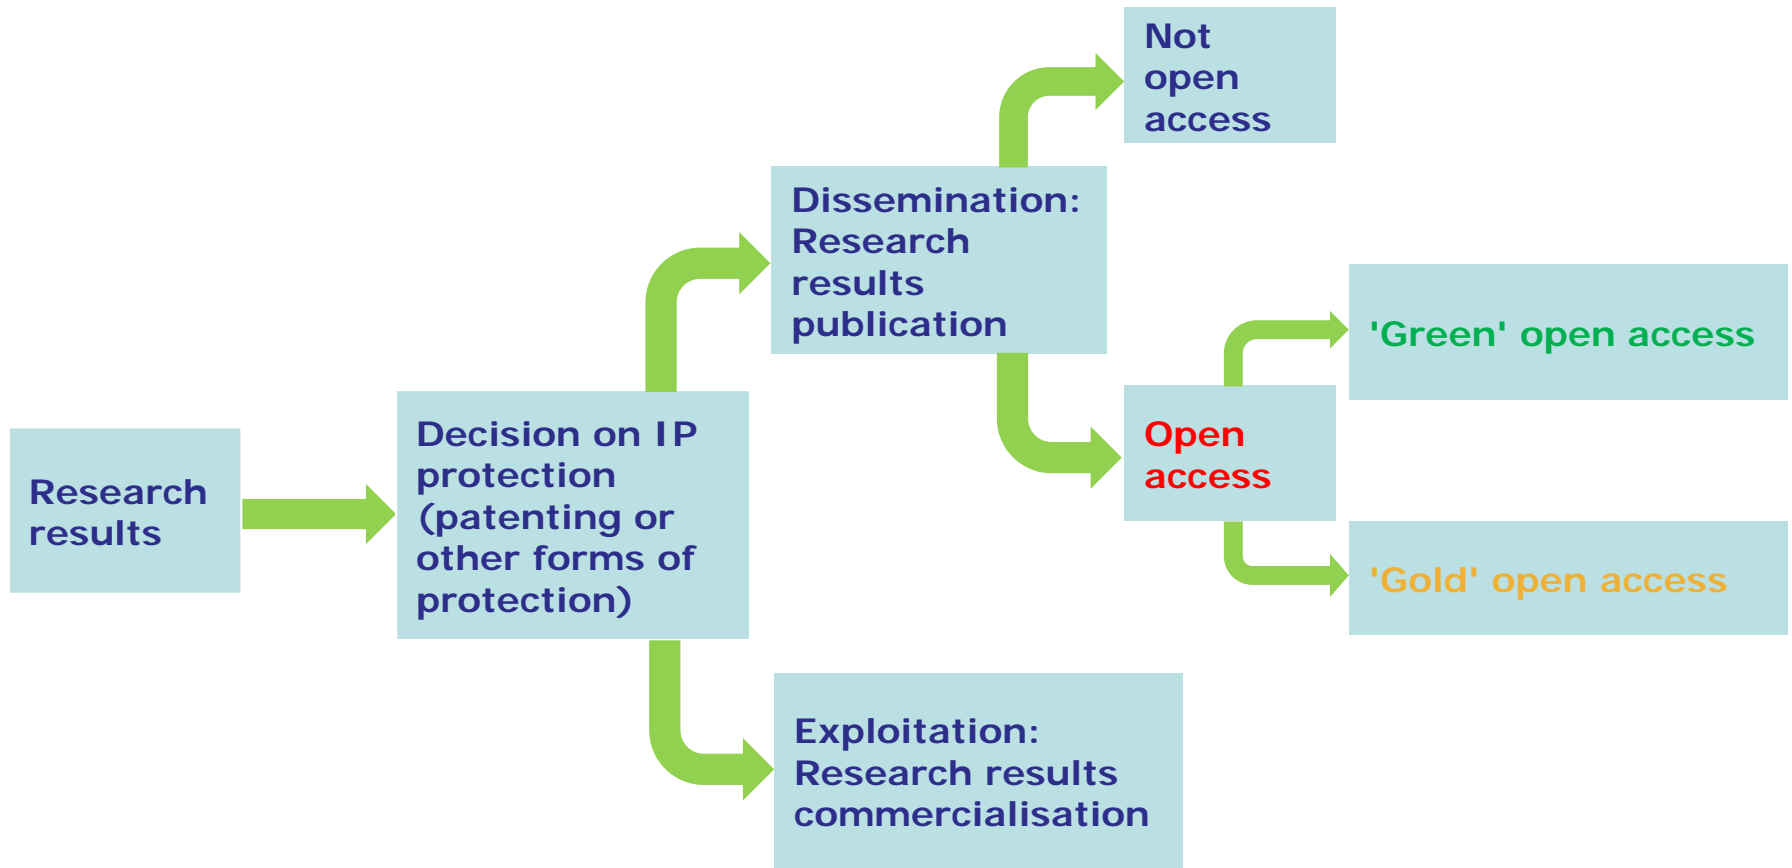 Not
open
access
Dissemination:
Research
results
publication
'Green' open access
Decision on IP
protection
(patenting or
other forms of
protection)
Open
access
Research
results
'Gold' open access
Exploitation:
Research results
commercialisation